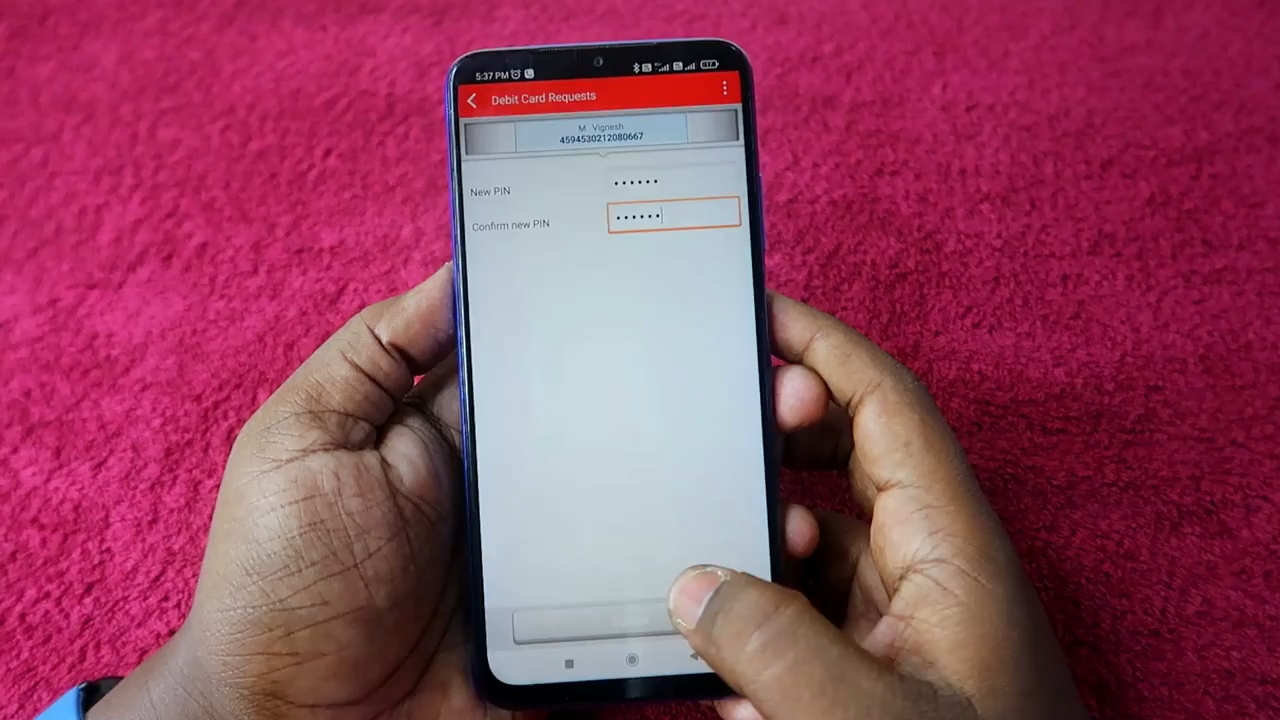 5:37 PM
Debit Card Requests
M Vignesh
4594530212080667
New PIN
Confirm new PIN